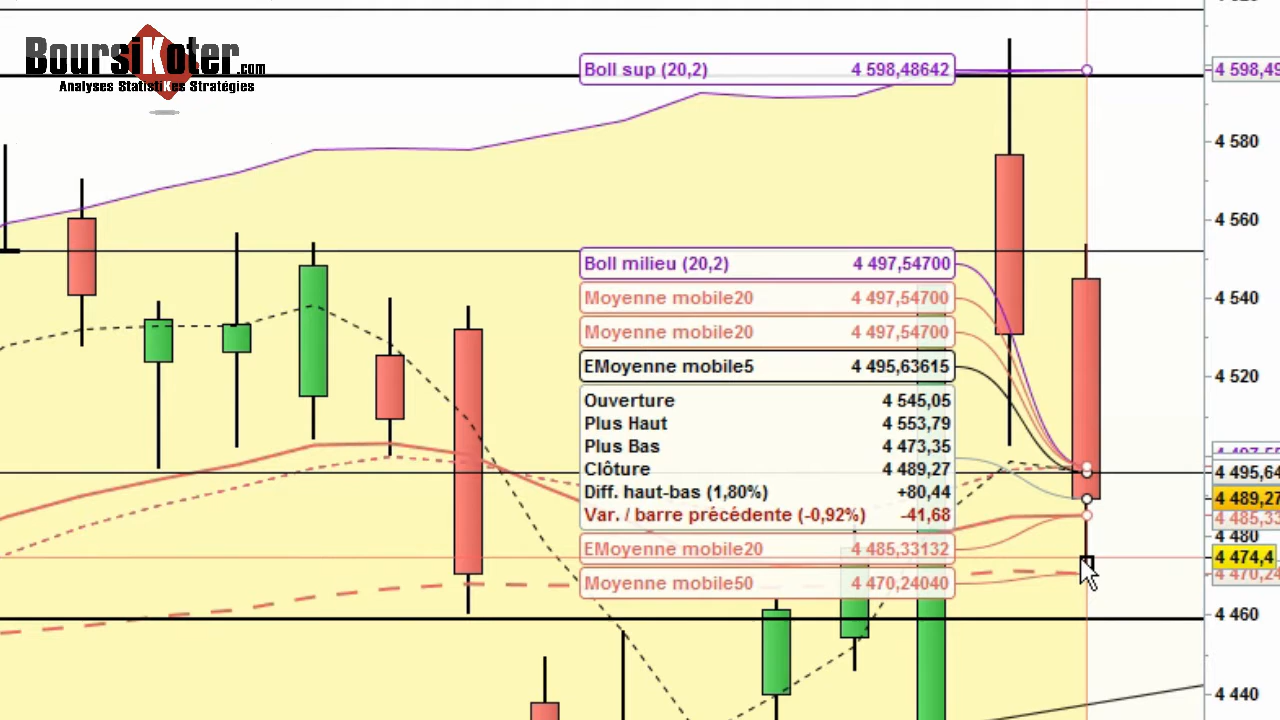 BoursiKoter.com
Analyses StatistiKes Stratégies
Boll sup (20,2) 4 598,48642
4 598,49
4 580
4 560
Boll milieu (20,2) 4 497,54700
Moyenne mobile20 4 497,54700
4 540
Moyenne mobile20 4 497,54700
EMoyenne mobile5 4 495,63615
4 520
Ouverture 4 545,05
Plus Haut 4 553,79
Plus Bas 4 473,35
Clôture 4 489,27
4 495,64
Diff. haut-bas (1,80%) +80,44
4 489,27
Var. / barre précédente (-0,92%) -41,68
4 485,33
4 480
EMoyenne mobile20 4 485,33132
4 474,4
4 470,24
Moyenne mobile50 4 470,24040
4 460
4 440